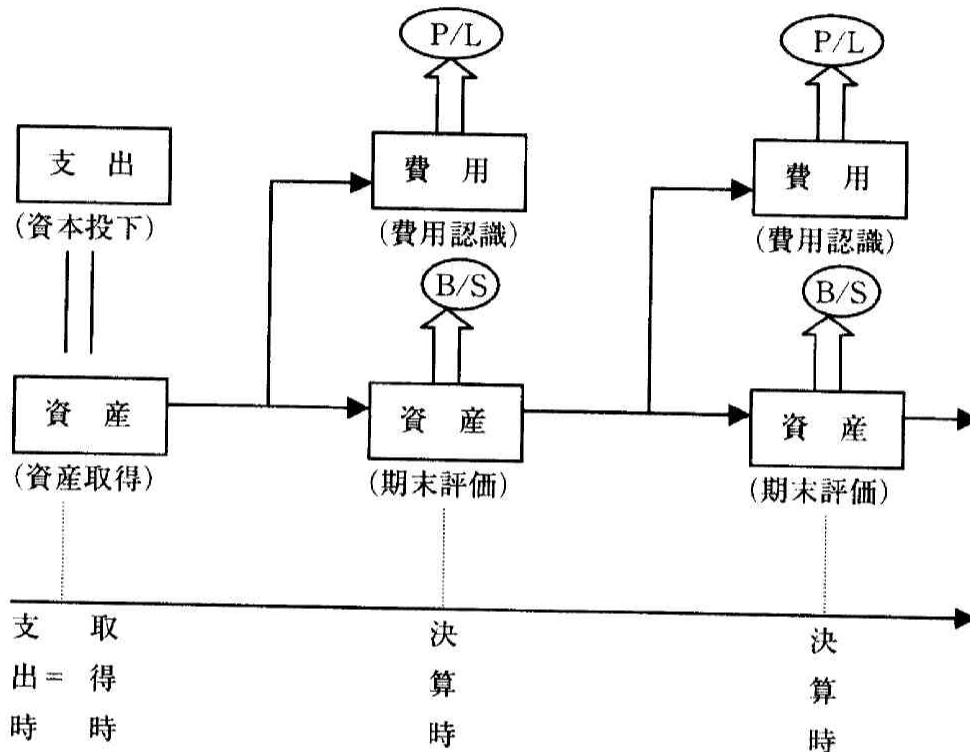 P/L
P/L
支 出
(資本投下)
費 用
(費用認識)
費 用
(費用認識)
B/S
B/S
資 産
(資産取得)
資 産
(期末評価)
資 産
(期末評価)
支出時
=
取得時
決算時
決算時